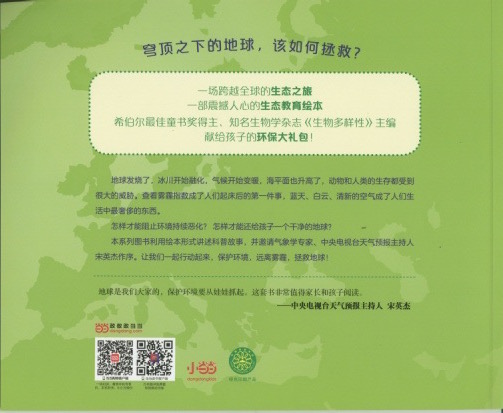 穹顶之下的地球，该如何拯救？
一场跨越全球的生态之旅
一部震撼人心的生态教育绘本
希伯尔最佳童书奖得主、知名生物学杂志《生物多样性》主编
献给孩子的环保大礼包！
地球发烧了，冰川开始融化，气候开始变暖，海平面也升高了，动物和人类的生存都受到
很大的威胁。查看雾霾指数成了人们起床后的第一件事，蓝天、白云、清新的空气成了人们生
活中最奢侈的东西。
怎样才能阻止环境持续恶化？怎样才能还给孩子一个干净的地球？
本系列图书利用绘本形式讲述科普故事，并邀请气象学专家、中央电视台天气预报主持人
宋英杰作序。让我们一起行动起来，保护环境，远离雾霾，拯救地球！
地球是我们大家的，保护环境要从娃娃抓起。这套书非常值得家长和孩子阅读。
——中央电视台天气预报主持人 宋英杰
dangdang.com
小
dangdangbook